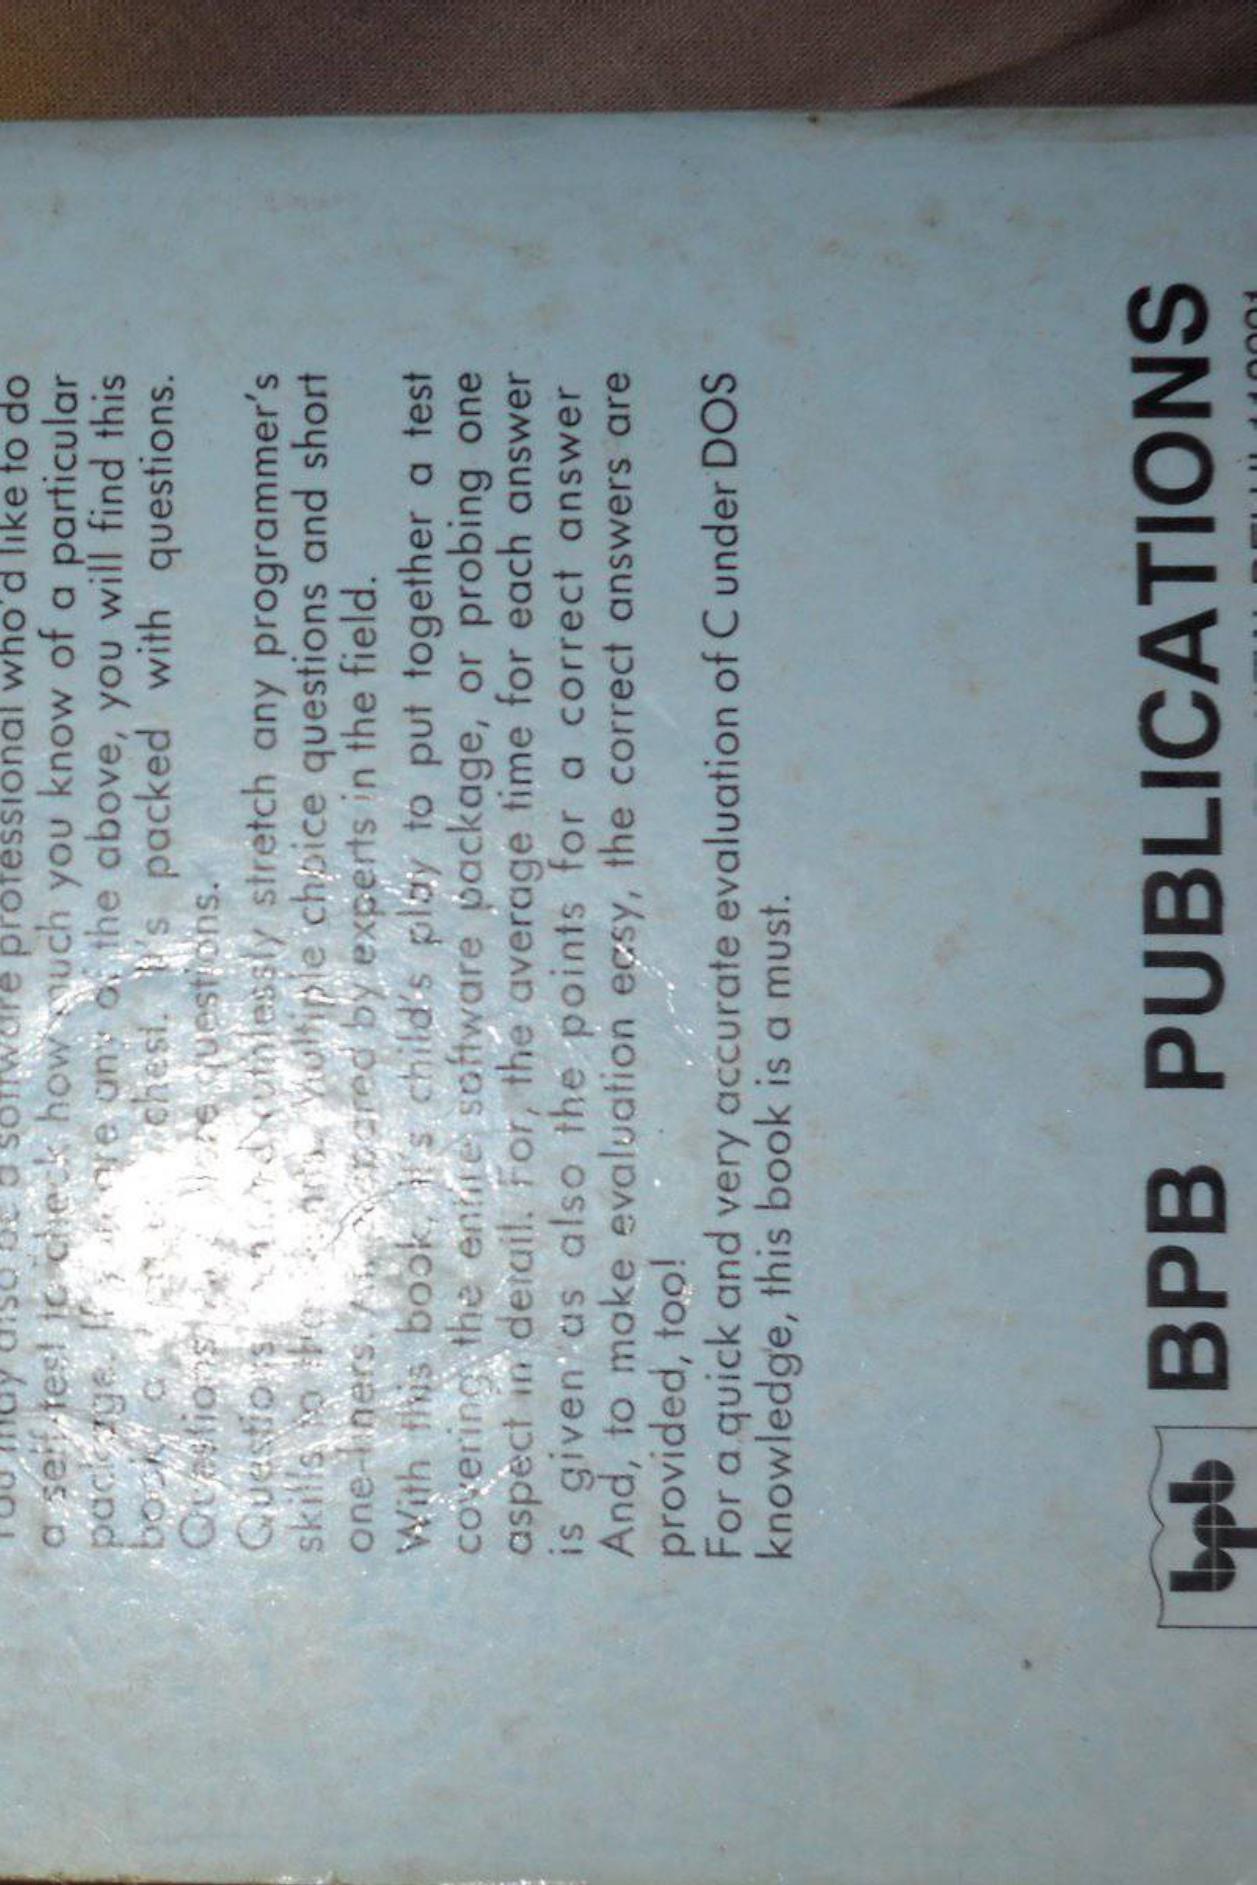 You may also be a software professional who'd like to do
a self-test to check how much you know of a particular
package. If you are any of the above, you will find this
book a chest. It's packed with questions.
Questions questions.
Questions ruthlessly stretch any programmer's
skills to the multiple choice questions and short
one-liners. prepared by experts in the field.
With this book, it's child's play to put together a test
covering the entire software package, or probing one
aspect in detail. For, the average time for each answer
is given as also the points for a correct answer
And, to make evaluation easy, the correct answers are
provided, too!
For a quick and very accurate evaluation of C under DOS
knowledge, this book is a must.
bpb BPB PUBLICATIONS